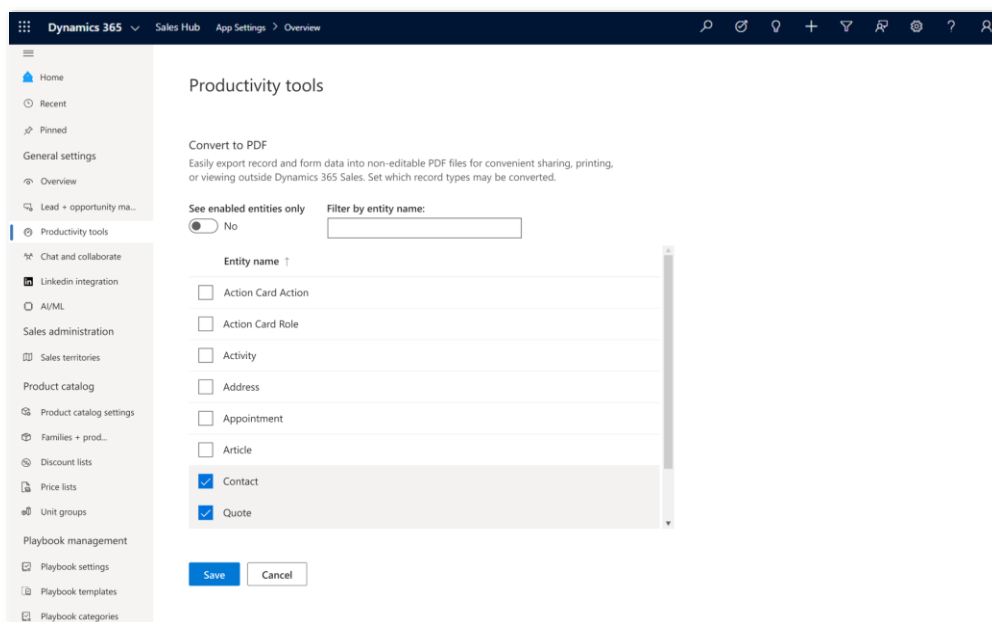 Dynamics 365 Sales Hub App Settings > Overview
Home
Recent
Pinned
General settings
Overview
Lead + opportunity ma...
Productivity tools
Chat and collaborate
Linkedin integration
AI/ML
Sales administration
Sales territories
Product catalog
Product catalog settings
Families + prod...
Discount lists
Price lists
Unit groups
Playbook management
Playbook settings
Playbook templates
Playbook categories
Productivity tools
Convert to PDF
Easily export record and form data into non-editable PDF files for convenient sharing, printing,
or viewing outside Dynamics 365 Sales. Set which record types may be converted.
See enabled entities only
No
Filter by entity name:
Entity name ↑
Action Card Action
Action Card Role
Activity
Address
Appointment
Article
Contact
Quote
Save
Cancel